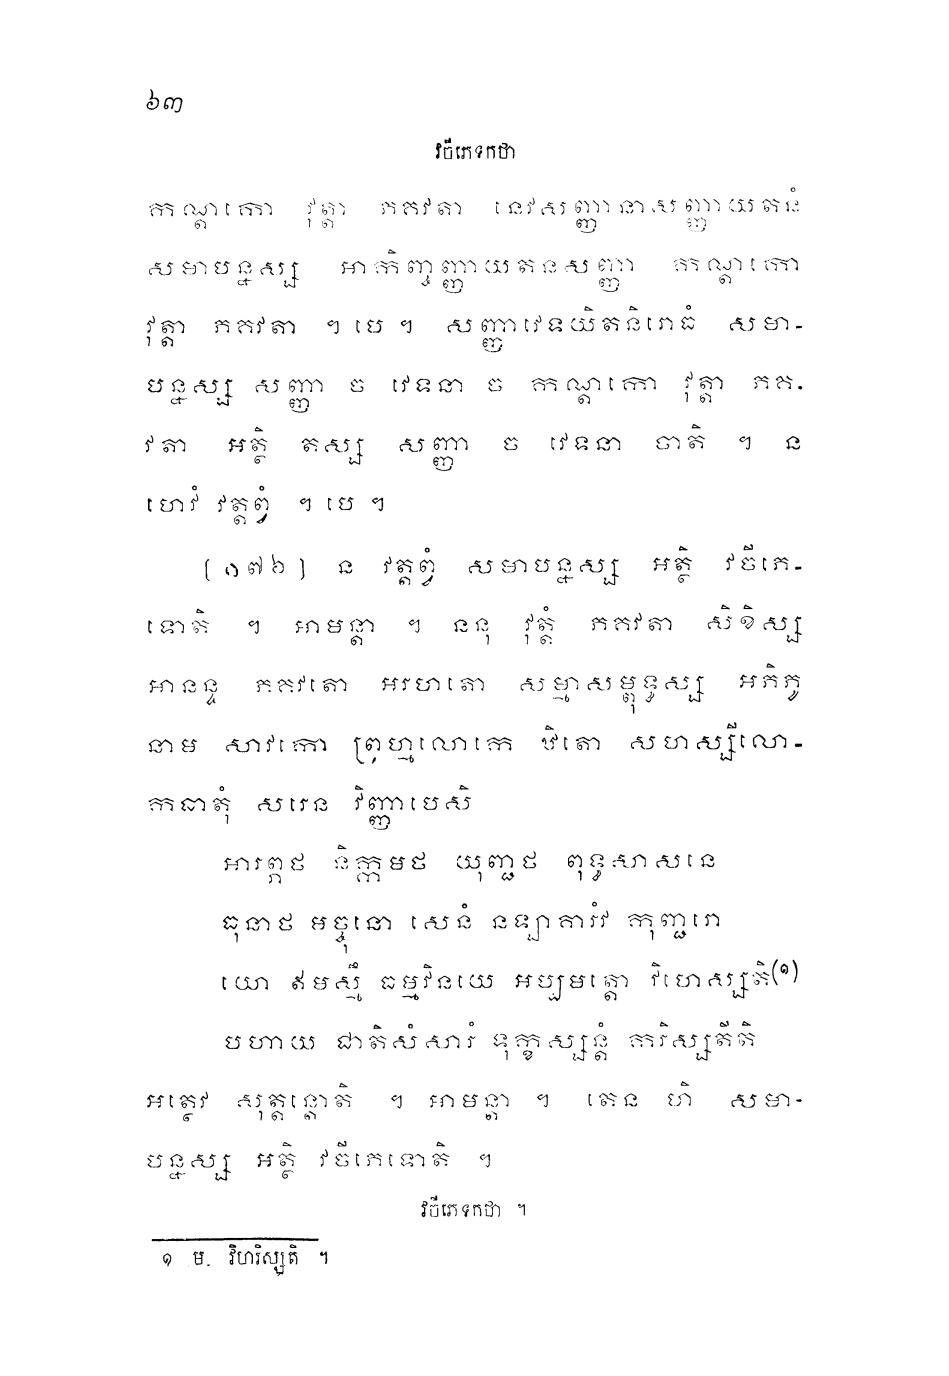 ៦៣
វចីភេទកថា
កណ្ដកោ វុត្តា ភគវតា នេវសញ្ញានាសញ្ញាយតនំ
សមាបន្នស្ស អាកិញ្ចញ្ញាយតនសញ្ញា កណ្ដកោ
វុត្តា ភគវតា ។ បេ ។ សញ្ញាវេទយិតនិរោធំ សមា-
បន្នស្ស សញ្ញា ច វេទនា ច កណ្ដកោ វុត្តា ភគ-
វតា អត្ថិ តស្ស សញ្ញា ច វេទនា ចាតិ ។ ន
ហេវំ វត្តព្វំ ។ បេ ។
[១៧៦] ន វត្តព្វំ សមាបន្នស្ស អត្ថិ វចីភេ-
ទោតិ ។ អាមន្តា ។ ននុ វុត្តំ ភគវតា សិខិស្ស
អានន្ទ ភគវតោ អរហតោ សម្មាសម្ពុទ្ធស្ស អភិភូ
នាម សាវកោ ព្រហ្មលោកេ ឋិតោ សហស្សីលោ-
កធាតុំ សរេន វិញ្ញាបេសិ
អារព្ភថ និក្កមថ យុញ្ជថ ពុទ្ធសាសនេ
ធុនាថ មច្ចុនោ សេនំ នឡាគារំវ កុញ្ជរោ
យោ ឥមស្មឹ ធម្មវិនយេ អប្បមត្តោ វិហេស្សតិ(១)
បហាយ ជាតិសំសារំ ទុក្ខស្សន្តំ ករិស្សតីតិ
អត្ថេវ សុត្តន្តោតិ ។ អាមន្តា ។ តេន ហិ សមា-
បន្នស្ស អត្ថិ វចីភេទោតិ ។
វចីភេទកថា ។
១ ម. វិហរិស្សតិ ។